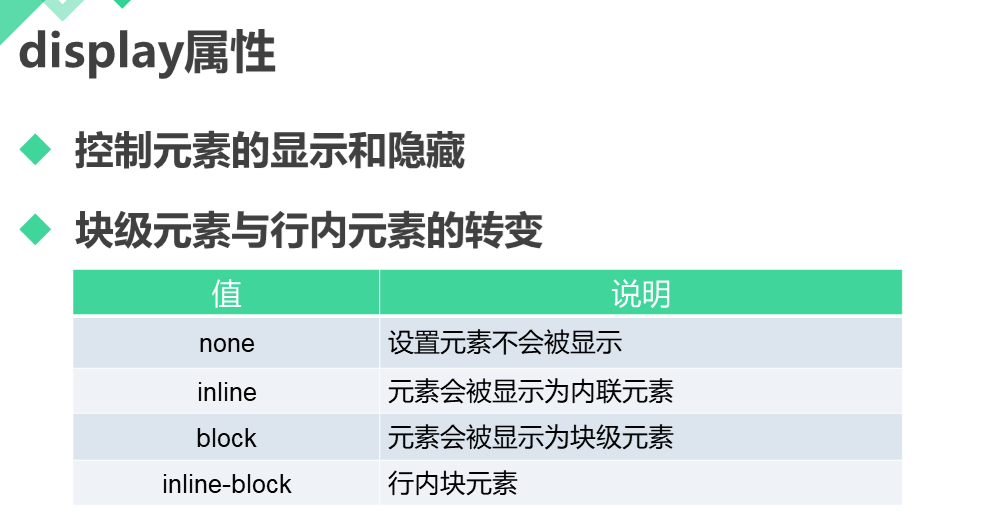 display属性
控制元素的显示和隐藏
块级元素与行内元素的转变
值 说明
none 设置元素不会被显示
inline 元素会被显示为内联元素
block 元素会被显示为块级元素
inline-block 行内块元素